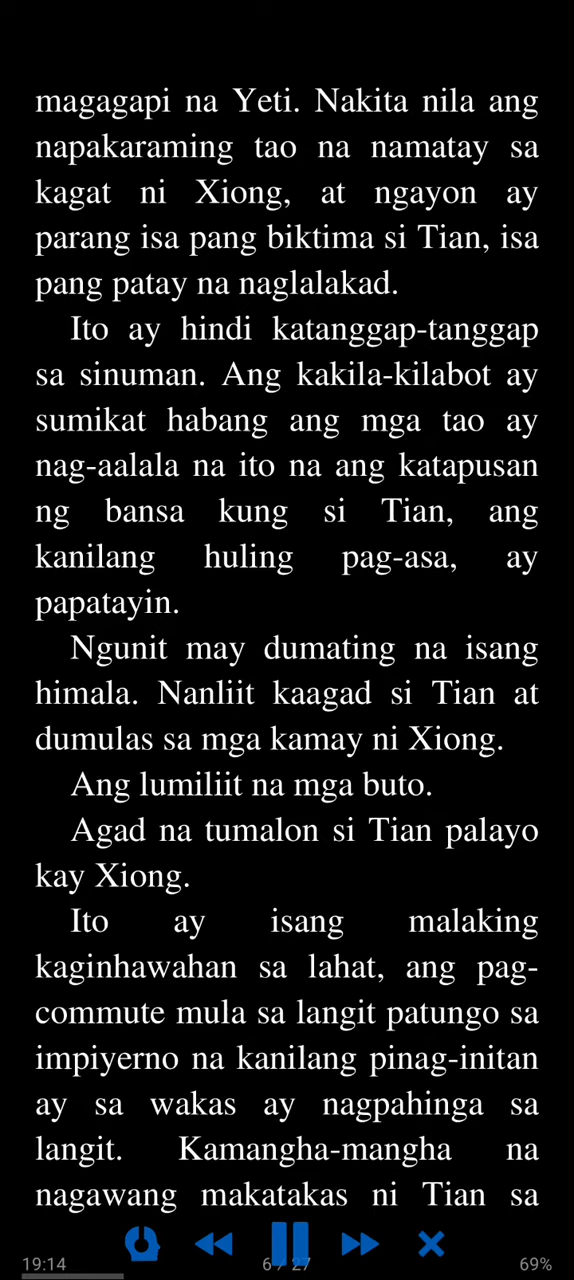 magagapi na Yeti. Nakita nila ang
napakaraming tao na namatay sa
kagat ni Xiong, at ngayon ay
parang isa pang biktima si Tian, isa
pang patay na naglalakad.
Ito ay hindi katanggap-tanggap
sa sinuman. Ang kakila-kilabot ay
sumikat habang ang mga tao ay
nag-aalala na ito na ang katapusan
ng bansa kung si Tian, ang
kanilang huling pag-asa, ay
papatayin.
Ngunit may dumating na isang
himala. Nanliit kaagad si Tian at
dumulas sa mga kamay ni Xiong.
Ang lumiliit na mga buto.
Agad na tumalon si Tian palayo
kay Xiong.
Ito ay isang malaking
kaginhawahan sa lahat, ang pag-
commute mula sa langit patungo sa
impiyerno na kanilang pinag-initan
ay sa wakas ay nagpahinga sa
langit. Kamangha-mangha na
nagawang makatakas ni Tian sa
19:14 6 / 27 69%